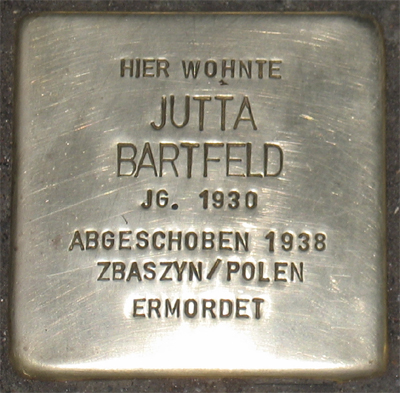 HIER WOHNTE
JUTTA
BARTFELD
JG. 1930
ABGESCHOBEN 1938
ZBASZYN/POLEN
ERMORDET